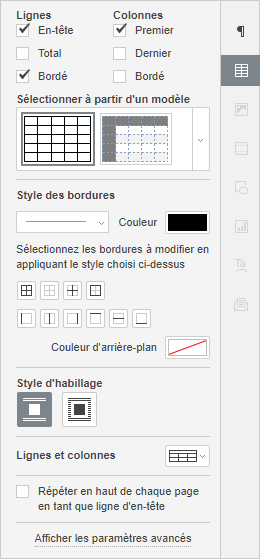 Lignes Colonnes
En-tête Premier
Total Dernier
Bordé Bordé
Sélectionner à partir d'un modèle
Style des bordures
Couleur
Sélectionnez les bordures à modifier en
appliquant le style choisi ci-dessus
Couleur d'arrière-plan
Style d'habillage
Lignes et colonnes
Répéter en haut de chaque page
en tant que ligne d'en-tête
Afficher les paramètres avancés